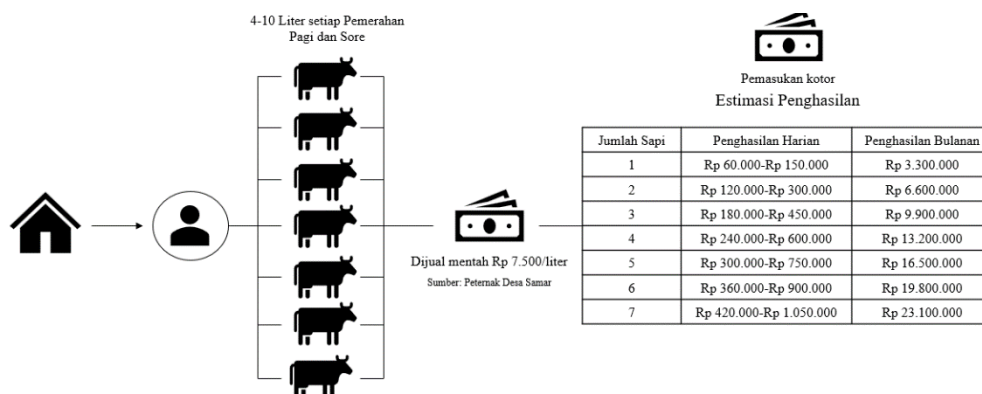 4-10 Liter setiap Pemerahan
Pagi dan Sore
Dijual mentah Rp 7.500/liter
Sumber: Peternak Desa Samar
Pemasukan kotor
Estimasi Penghasilan
Jumlah Sapi Penghasilan Harian Penghasilan Bulanan
1 Rp 60.000-Rp 150.000 Rp 3.300.000
2 Rp 120.000-Rp 300.000 Rp 6.600.000
3 Rp 180.000-Rp 450.000 Rp 9.900.000
4 Rp 240.000-Rp 600.000 Rp 13.200.000
5 Rp 300.000-Rp 750.000 Rp 16.500.000
6 Rp 360.000-Rp 900.000 Rp 19.800.000
7 Rp 420.000-Rp 1.050.000 Rp 23.100.000